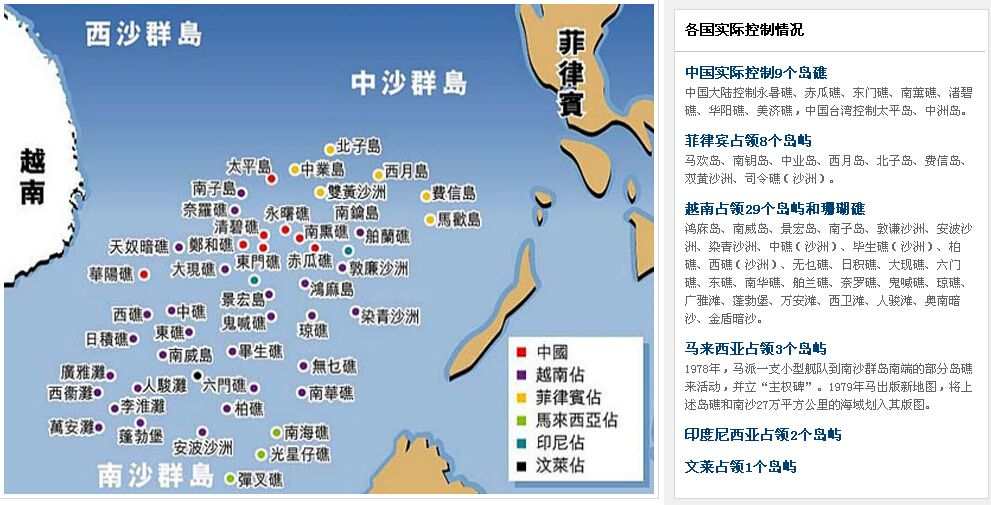 西沙群島
中沙群島
菲律賓
越南
北子島
太平島
中業島
西月島
南子島
雙黃沙洲
費信島
奈羅礁
永暑礁
南鑰島
馬歡島
清碧礁
南熏礁
舶蘭礁
天奴暗礁
鄭和礁
東門礁
赤瓜礁
敦廉沙洲
華陽礁
大現礁
鴻麻島
景宏島
西礁
中礁
鬼喊礁
瓊礁
染青沙洲
日積礁
東礁
南威島
畢生礁
無乜礁
廣雅灘
人駿灘
六門礁
南華礁
西衞灘
李淮灘
柏礁
萬安灘
蓬勃堡
安波沙洲
南海礁
光星仔礁
南沙群島
彈叉礁
中國
越南佔
菲律賓佔
馬來西亞佔
印尼佔
汶萊佔
各国实际控制情况
中国实际控制9个岛礁
中国大陆控制永暑礁、赤瓜礁、东门礁、南薰礁、渚碧
礁、华阳礁、美济礁，中国台湾控制太平岛、中洲岛。
菲律宾占领8个岛屿
马欢岛、南钥岛、中业岛、西月岛、北子岛、费信岛、
双黄沙洲、司令礁（沙洲）。
越南占领29个岛屿和珊瑚礁
鸿庥岛、南威岛、景宏岛、南子岛、敦谦沙洲、安波沙
洲、染青沙洲、中礁（沙洲）、毕生礁（沙洲）、柏
礁、西礁（沙洲）、无乜礁、日积礁、大现礁、六门
礁、东礁、南华礁、舶兰礁、奈罗礁、鬼喊礁、琼礁、
广雅滩、蓬勃堡、万安滩、西卫滩、人骏滩、奥南暗
沙、金盾暗沙。
马来西亚占领3个岛屿
1978年，马派一支小型舰队到南沙群岛南端的部分岛礁
来活动，并立“主权碑”。1979年马出版新地图，将上
述岛礁和南沙27万平方公里的海域划入其版图。
印度尼西亚占领2个岛屿
文莱占领1个岛屿